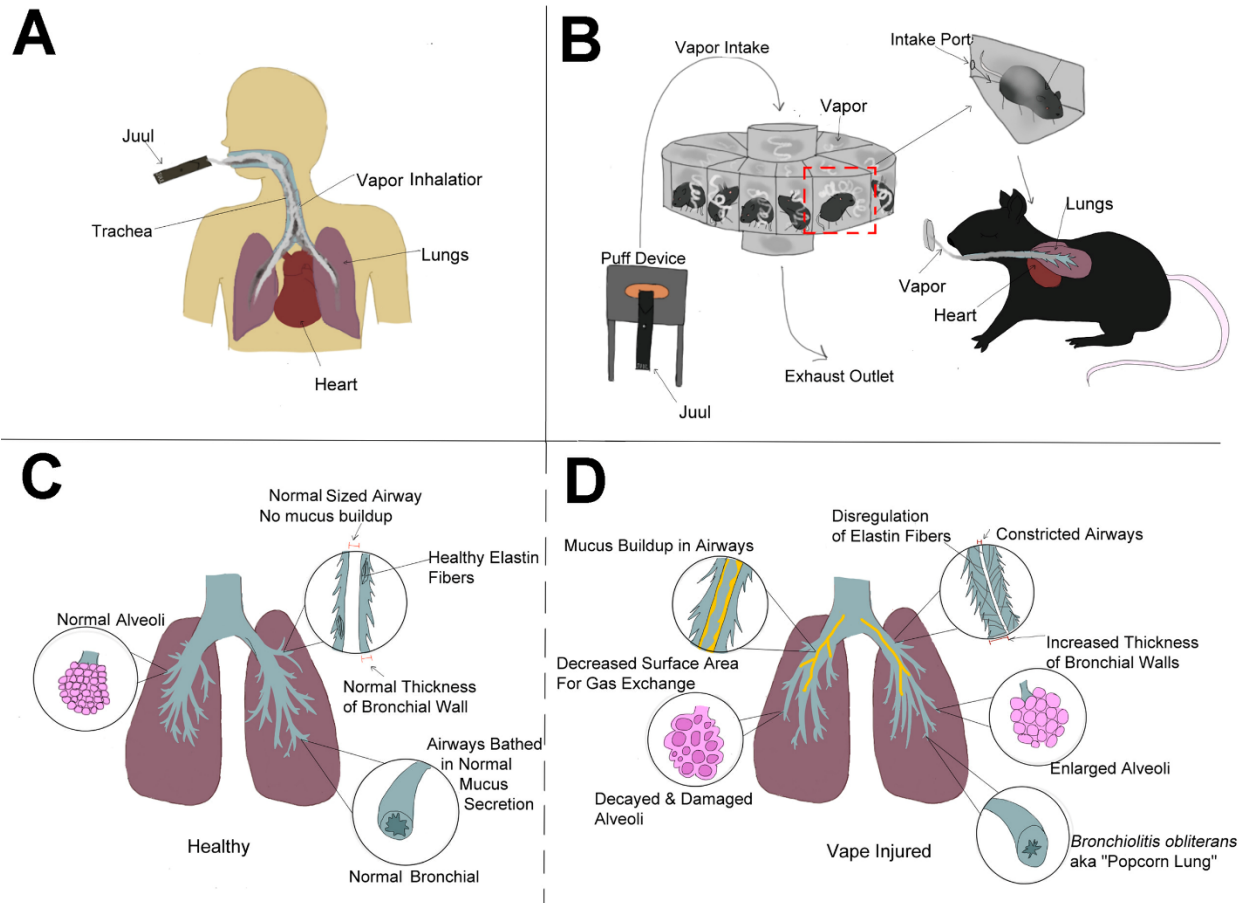 A
Juul
Vapor Inhalatior
Trachea
Lungs
Heart
B
Vapor Intake
Intake Port
Vapor
Puff Device
Lungs
Vapor
Heart
Exhaust Outlet
Juul
C
Normal Sized Airway
No mucus buildup
Healthy Elastin
Fibers
Normal Alveoli
Normal Thickness
of Bronchial Wall
Airways Bathed
in Normal
Mucus
Secretion
Healthy
Normal Bronchial
D
Disregulation
of Elastin Fibers
Constricted Airways
Mucus Buildup in Airways
Increased Thickness
of Bronchial Walls
Decreased Surface Area
For Gas Exchange
Enlarged Alveoli
Decayed & Damaged
Alveoli
Vape Injured
Bronchiolitis obliterans
aka "Popcorn Lung"